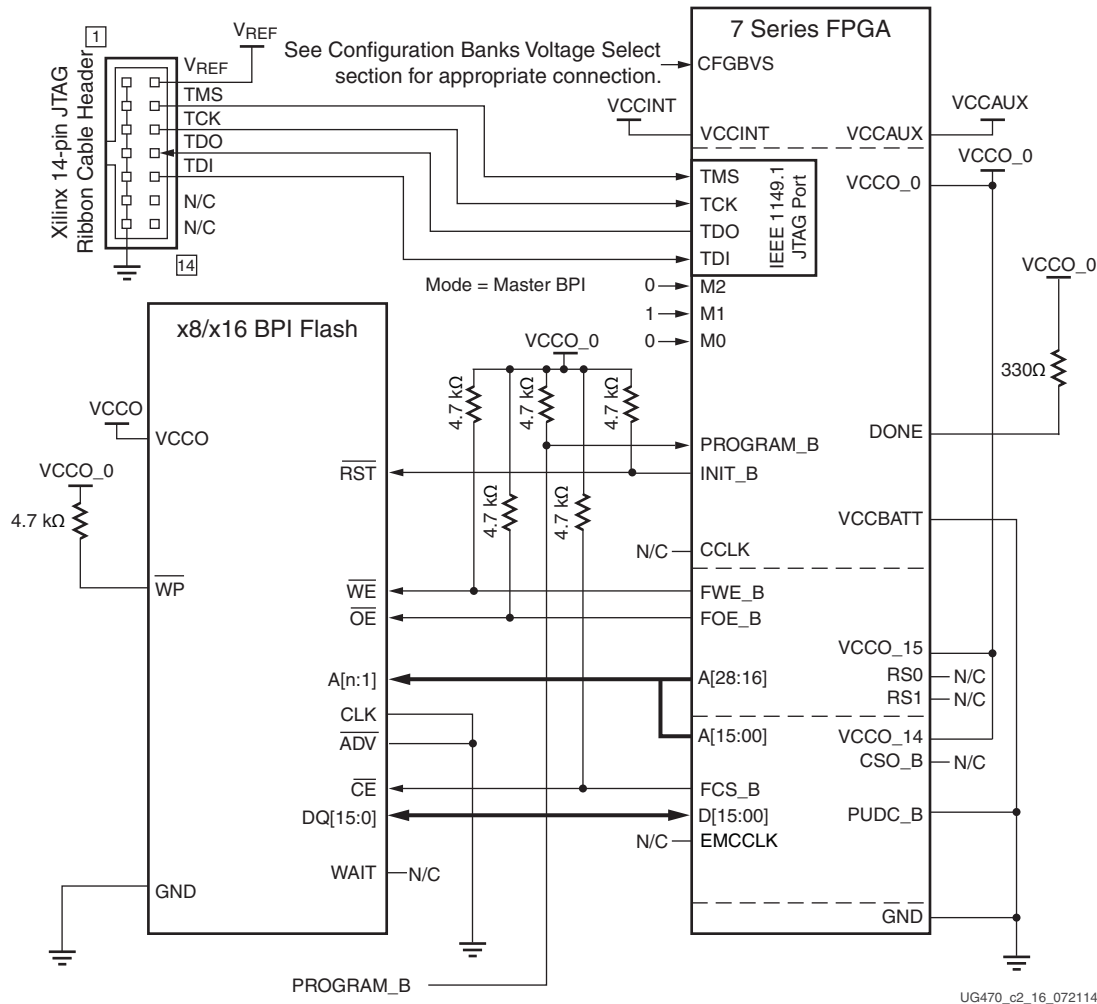 1
Xilinx 14-pin JTAG
Ribbon Cable Header
VREF
VREF
TMS
TCK
TDO
TDI
N/C
N/C
14
See Configuration Banks Voltage Select
section for appropriate connection.
7 Series FPGA
CFGBVS
VCCINT
VCCINT
VCCAUX
VCCAUX
VCCO_0
VCCO_0
TMS
TCK
TDO
TDI
IEEE 1149.1
JTAG Port
Mode = Master BPI
0
M2
1
M1
0
M0
VCCO_0
330Ω
DONE
x8/x16 BPI Flash
VCCO_0
4.7 kΩ
4.7 kΩ
4.7 kΩ
4.7 kΩ
4.7 kΩ
VCCO
VCCO
VCCO_0
4.7 kΩ
WP
RST
PROGRAM_B
INIT_B
VCCBATT
N/C
CCLK
WE
FWE_B
OE
FOE_B
VCCO_15
A[n:1]
A[28:16]
RS0
N/C
RS1
N/C
CLK
ADV
A[15:00]
VCCO_14
CSO_B
N/C
CE
FCS_B
DQ[15:0]
D[15:00]
PUDC_B
N/C
EMCCLK
WAIT
N/C
GND
GND
PROGRAM_B
UG470_c2_16_072114